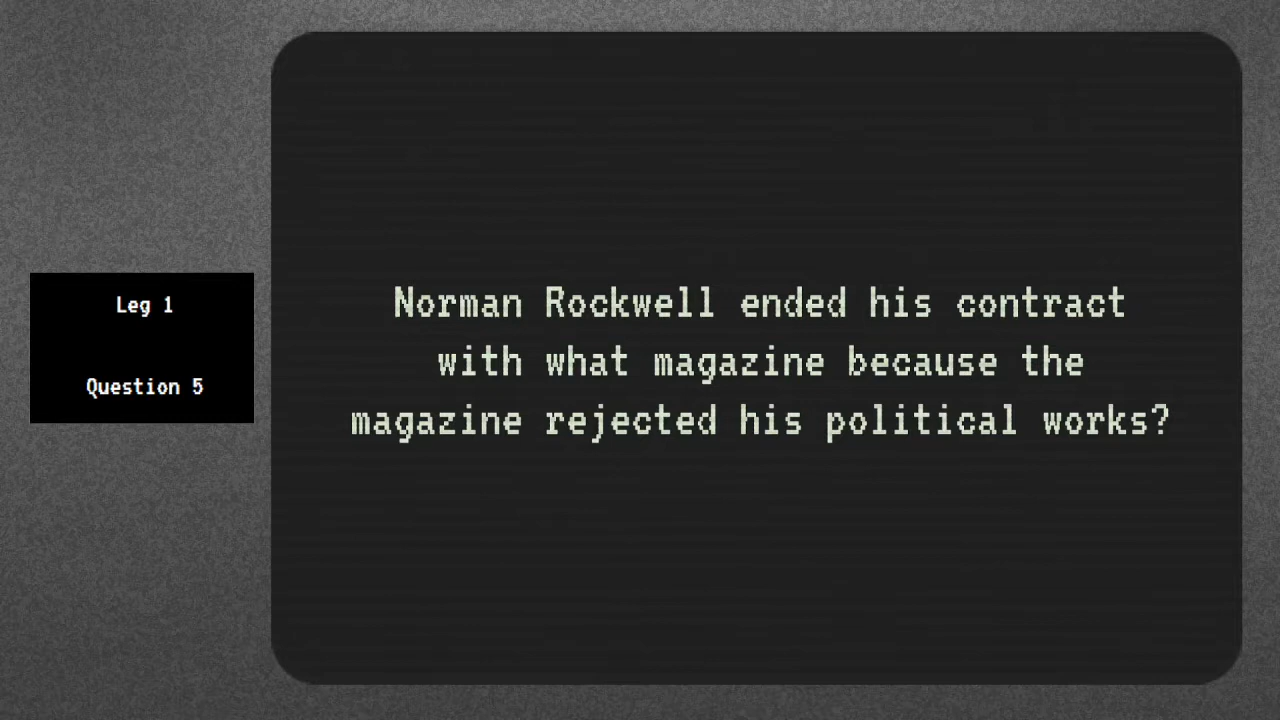 Leg 1
Question 5
Norman Rockwell ended his contract
with what magazine because the
magazine rejected his political works?